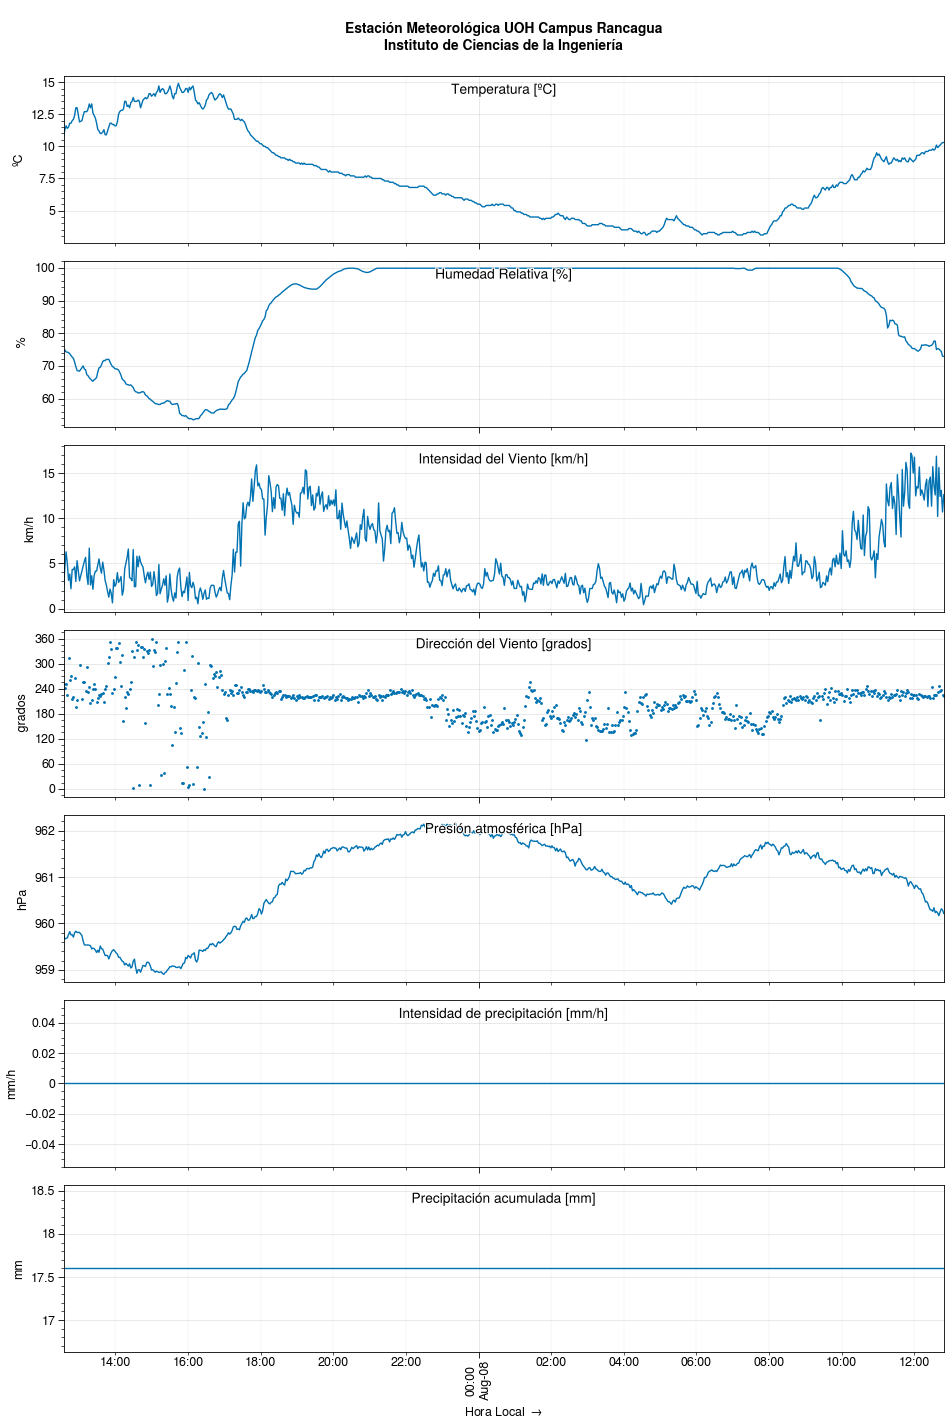 Estación Meteorológica UOH Campus Rancagua
Instituto de Ciencias de la Ingeniería
Temperatura [ºC]
15
12.5
10
7.5
5
ºC
Humedad Relativa [%]
100
90
80
70
60
%
Intensidad del Viento [km/h]
15
10
5
0
km/h
Dirección del Viento [grados]
360
300
240
180
120
60
0
grados
Presión atmosférica [hPa]
962
961
960
959
hPa
Intensidad de precipitación [mm/h]
0.04
0.02
0
−0.02
−0.04
mm/h
Precipitación acumulada [mm]
18.5
18
17.5
17
mm
14:00 16:00 18:00 20:00 22:00 00:00 02:00 04:00 06:00 08:00 10:00 12:00
Aug-08
Hora Local →